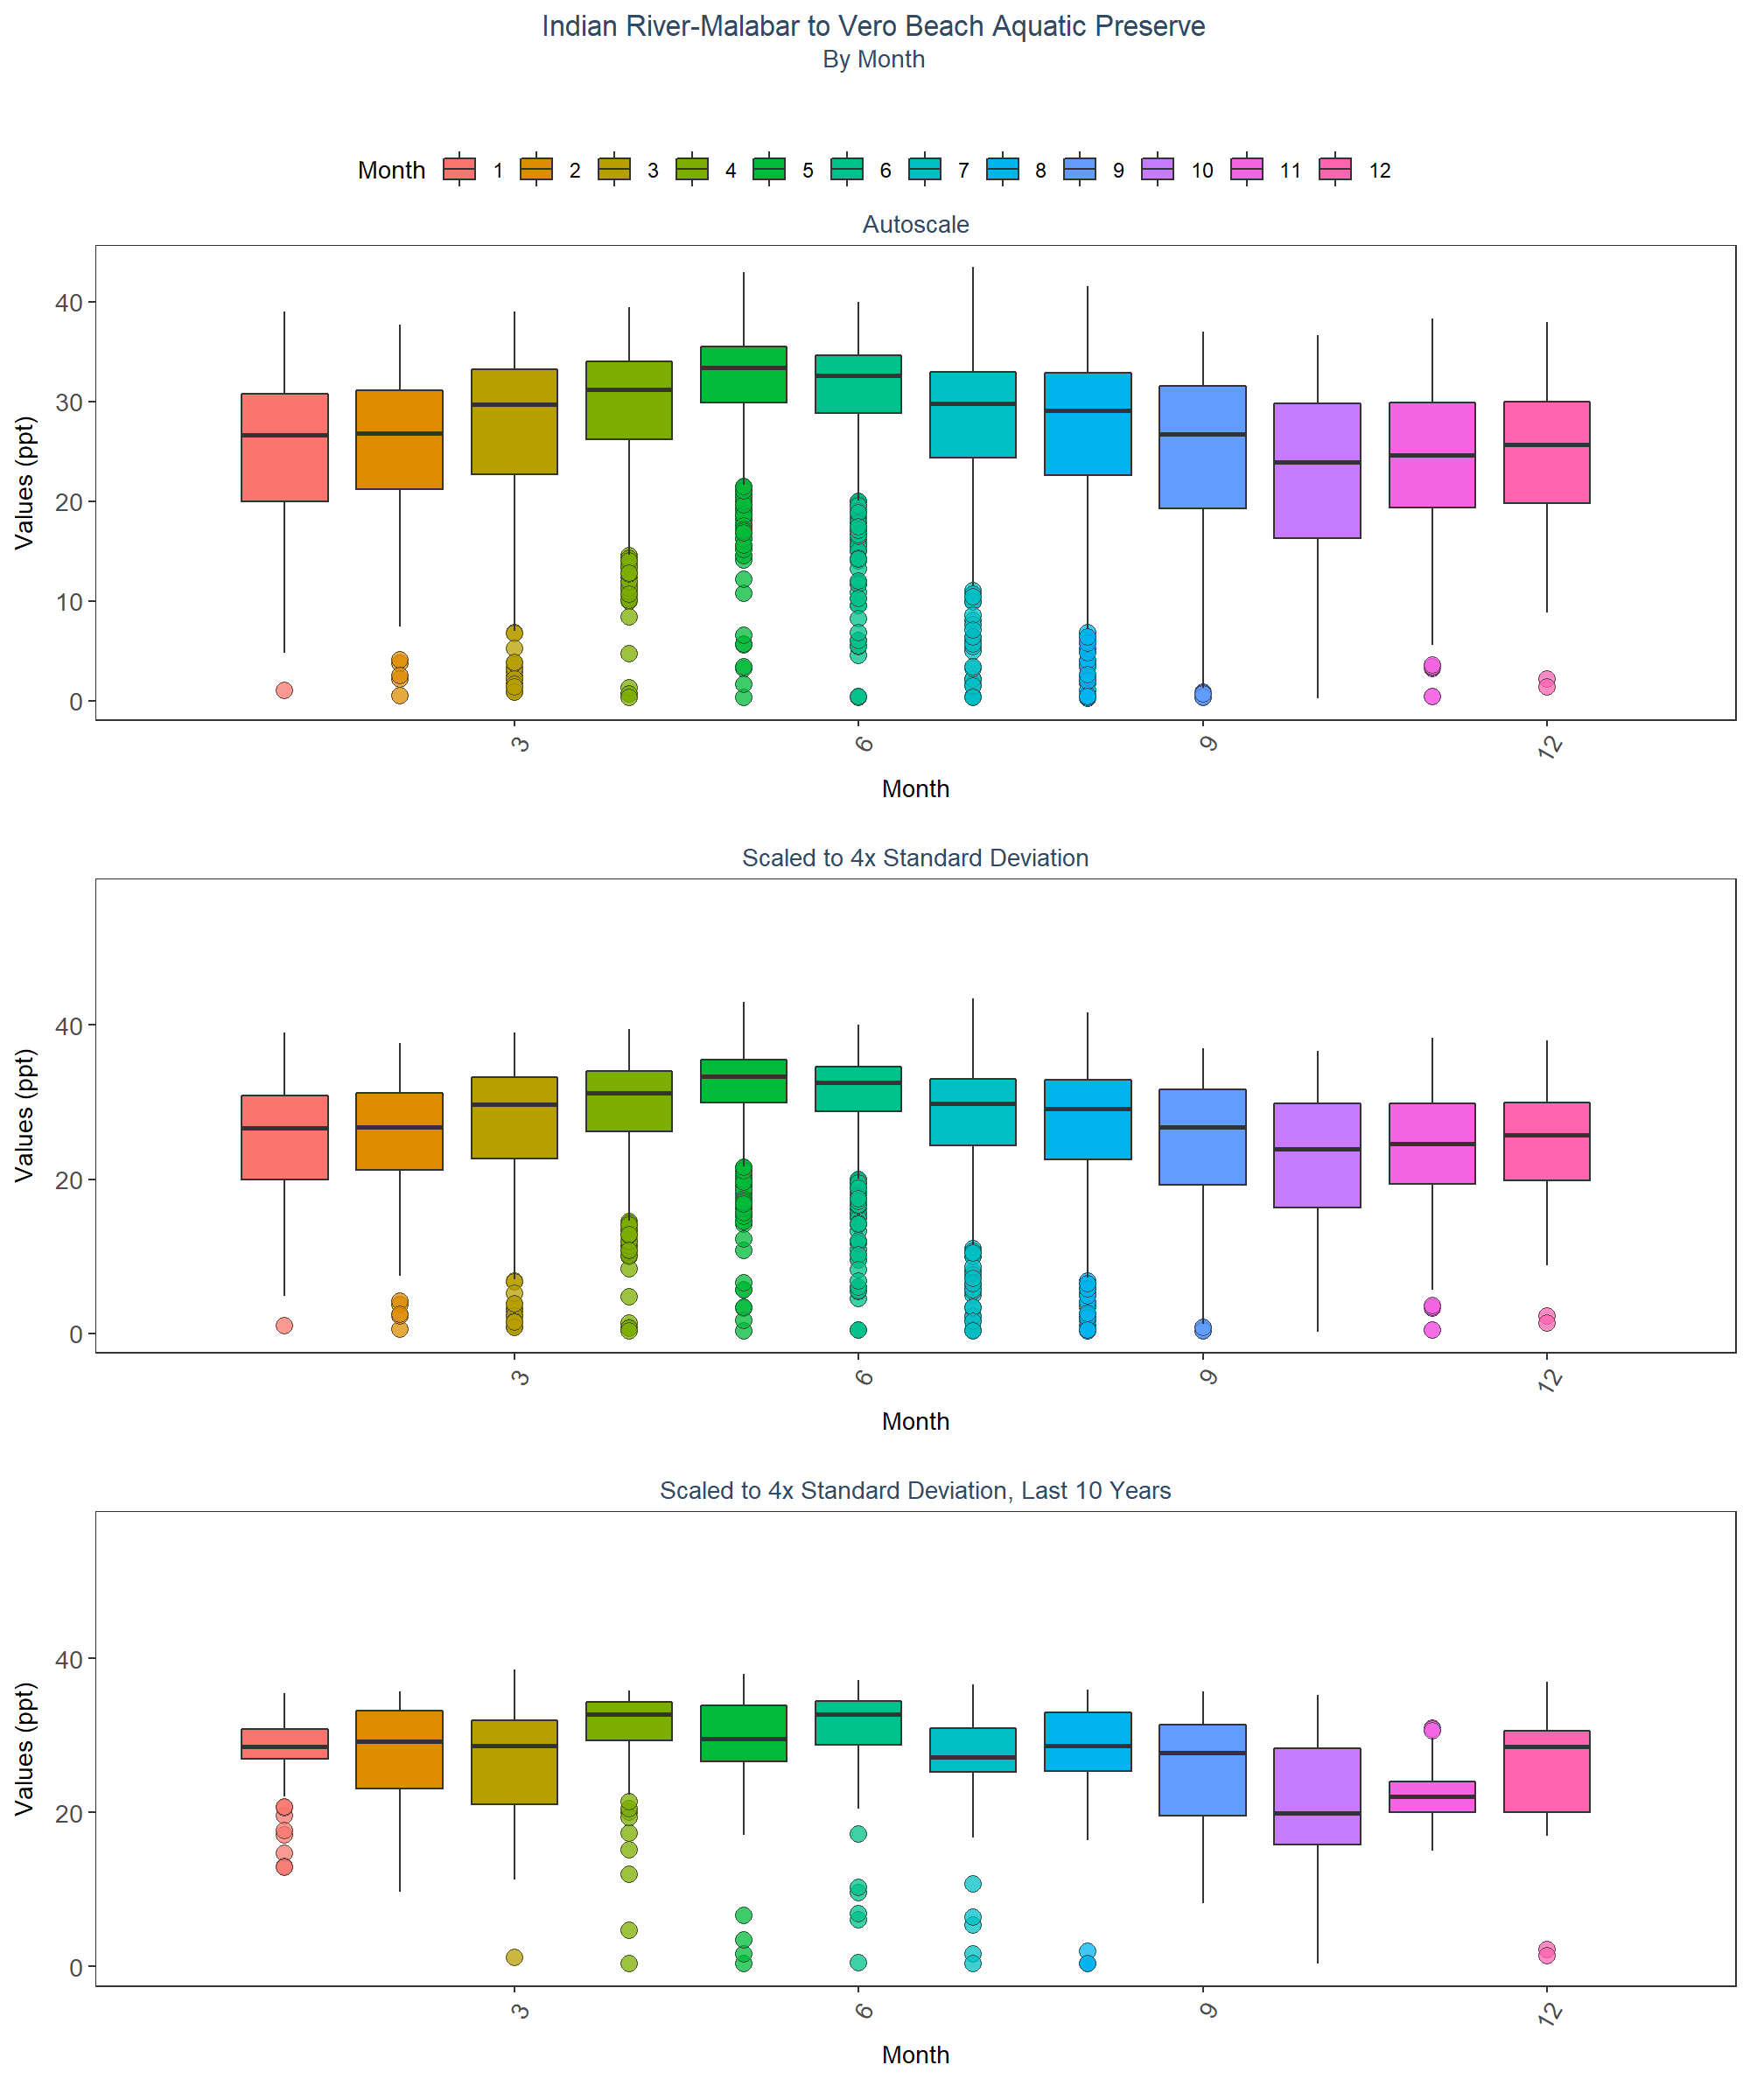 Indian River-Malabar to Vero Beach Aquatic Preserve
By Month
Month 1 2 3 4 5 6 7 8 9 10 11 12
Autoscale
Values (ppt)
40
30
20
10
0
3 6 9 12
Month
Scaled to 4x Standard Deviation
Values (ppt)
40
20
0
3 6 9 12
Month
Scaled to 4x Standard Deviation, Last 10 Years
Values (ppt)
40
20
0
3 6 9 12
Month